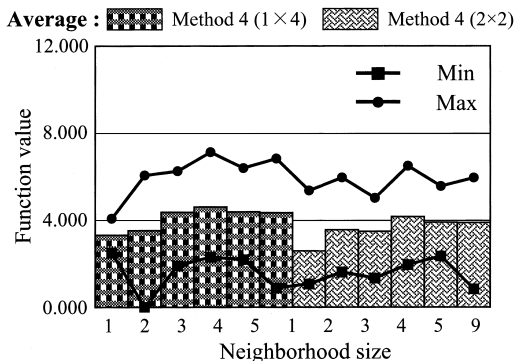 Average : Method 4 (1×4) Method 4 (2×2)
12.000
8.000
4.000
0.000
Min
Max
Function value
1 2 3 4 5 1 2 3 4 5 9
Neighborhood size